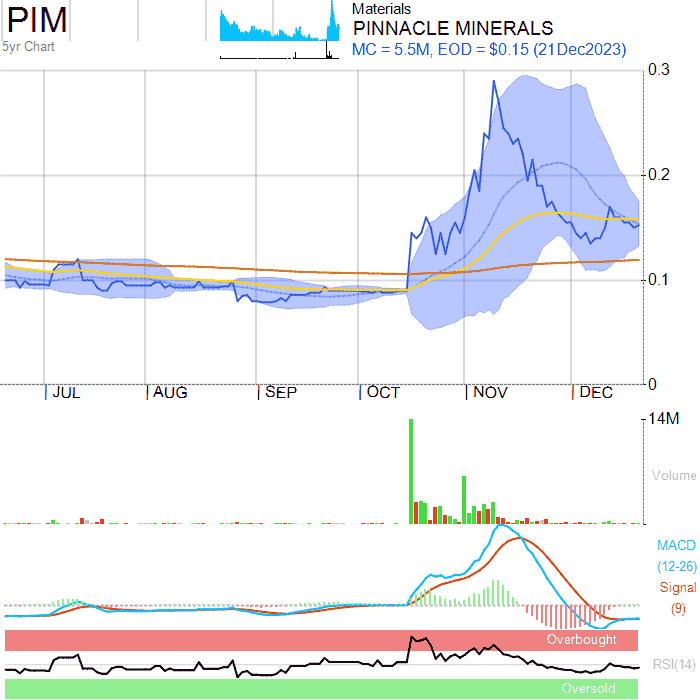 PIM
5yr Chart
Materials
PINNACLE MINERALS
MC = 5.5M, EOD = $0.15 (21Dec2023)
0.3
0.2
0.1
0
JUL AUG SEP OCT NOV DEC
14M
Volume
MACD
(12-26)
Signal
(9)
Overbought
RSI(14)
Oversold